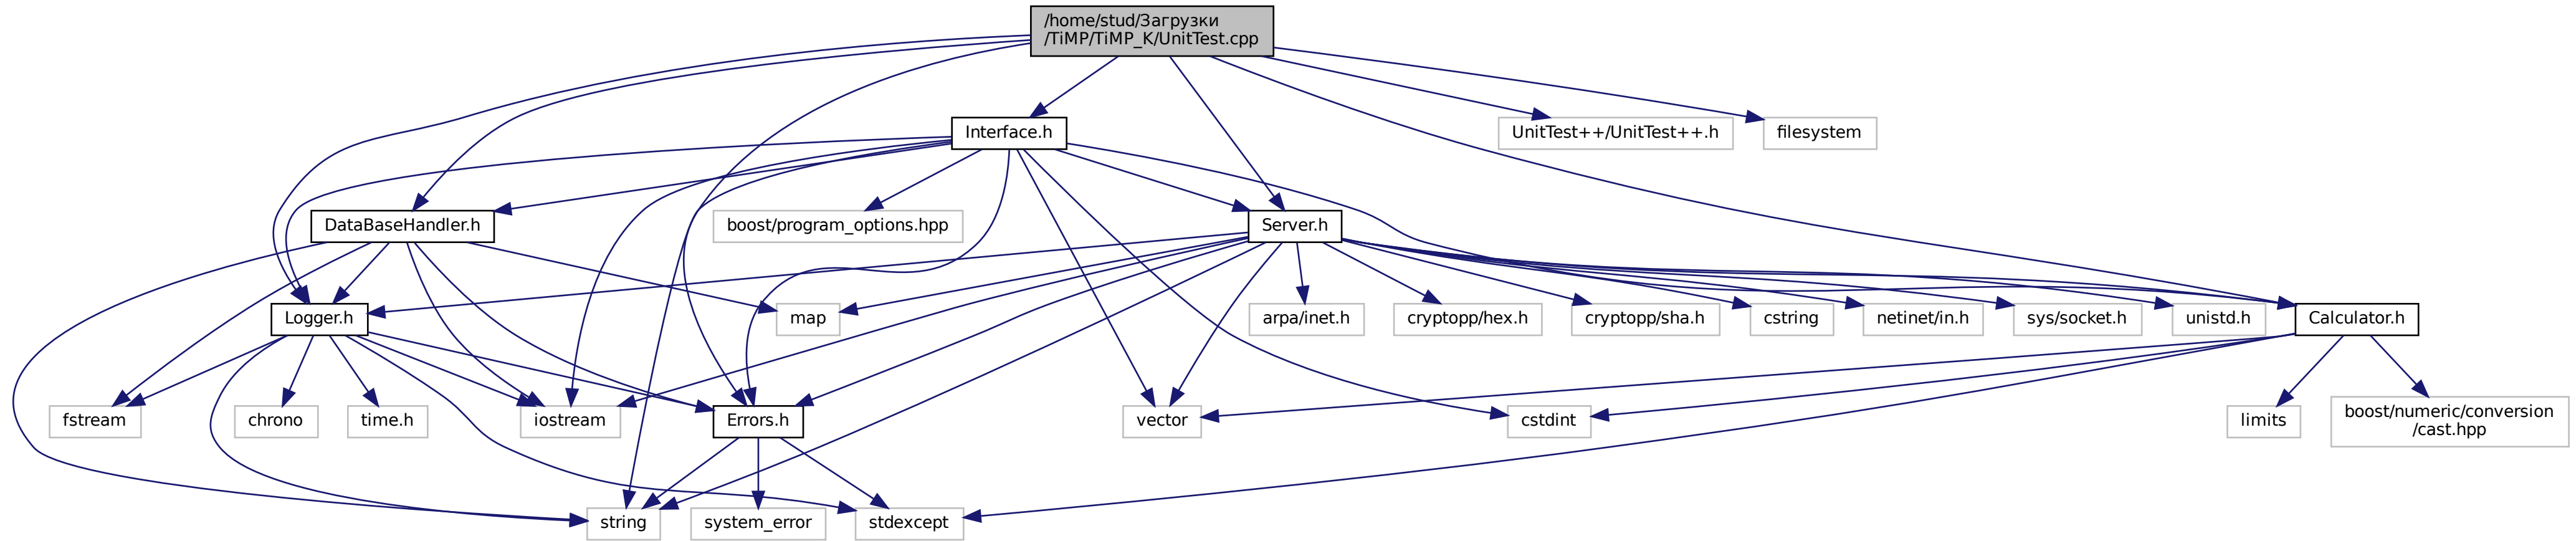 /home/stud/Загрузки
/TiMP/TiMP_K/UnitTest.cpp
Interface.h
UnitTest++/UnitTest++.h
filesystem
DataBaseHandler.h
boost/program_options.hpp
Server.h
Logger.h
map
arpa/inet.h
cryptopp/hex.h
cryptopp/sha.h
cstring
netinet/in.h
sys/socket.h
unistd.h
Calculator.h
fstream
chrono
time.h
iostream
Errors.h
vector
cstdint
limits
boost/numeric/conversion
/cast.hpp
string
system_error
stdexcept